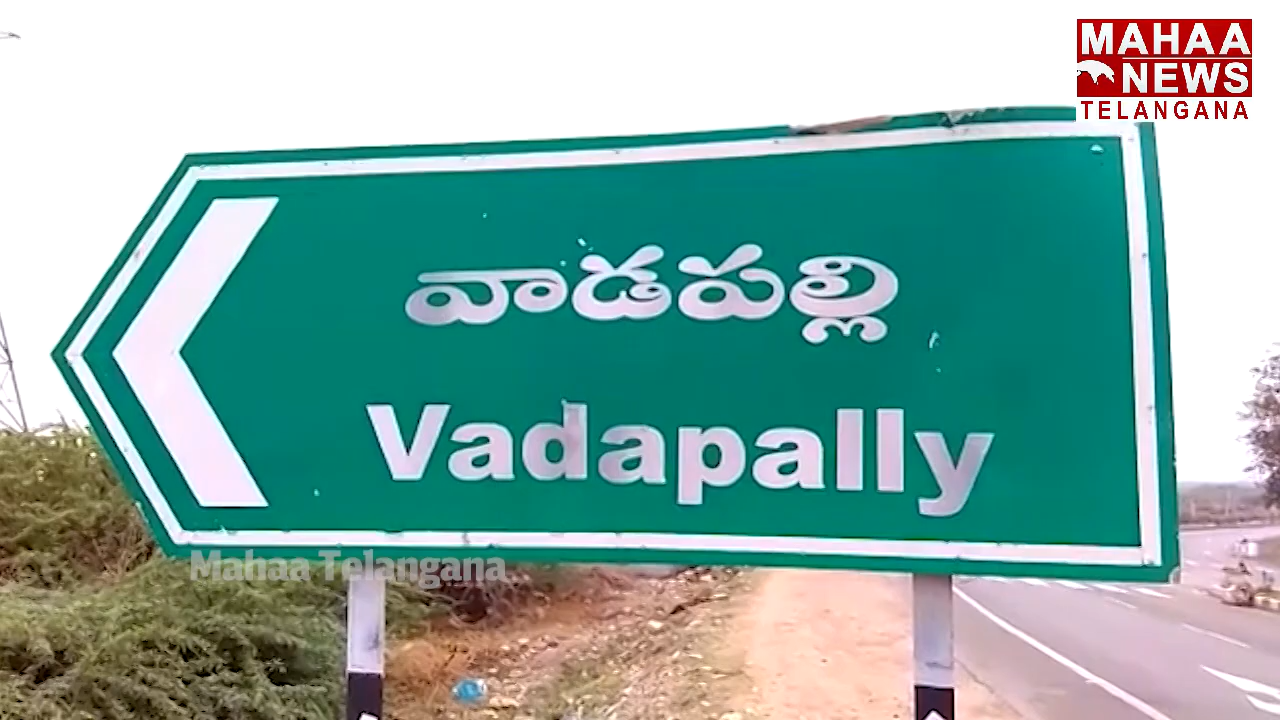 MAHAA
NEWS
TELANGANA
వాడపల్లి
Vadapally
Mahaa Telangana